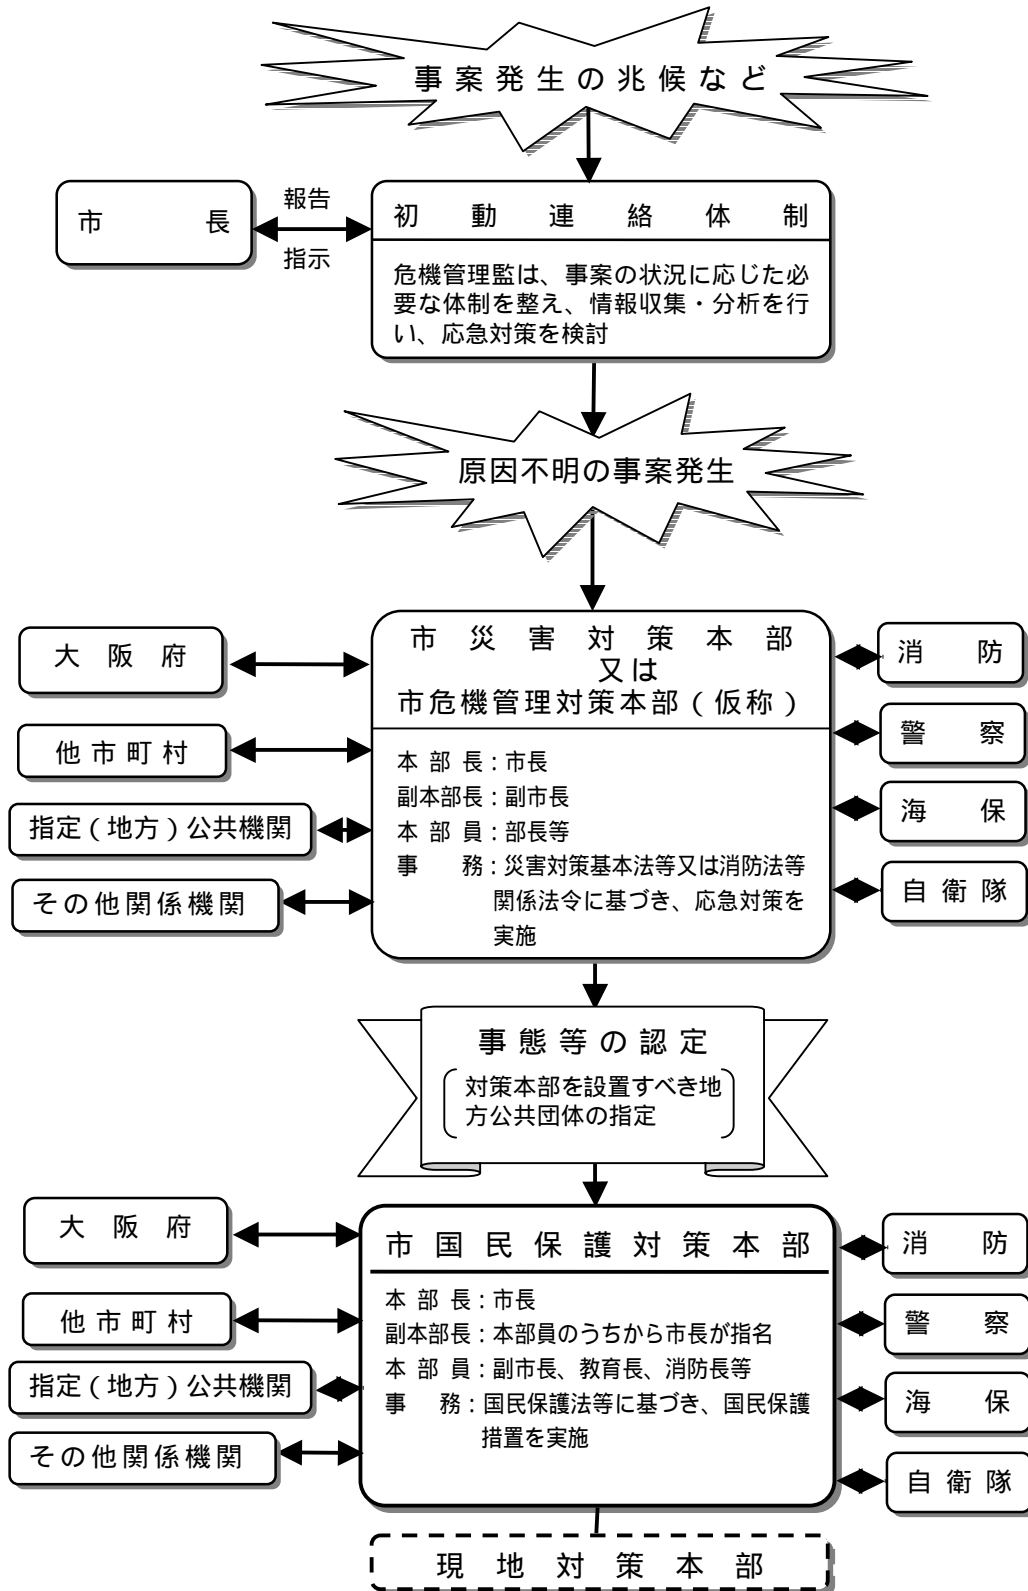 事案発生の兆候など
市長
報告
指示
初動連絡体制
危機管理監は、事案の状況に応じた必
要な体制を整え、情報収集・分析を行
い、応急対策を検討
原因不明の事案発生
大阪府
他市町村
指定(地方)公共機関
その他関係機関
市災害対策本部
又は
市危機管理対策本部(仮称)
本部長:市長
副本部長:副市長
本部員:部長等
事務:災害対策基本法等又は消防法等
関係法令に基づき、応急対策を
実施
消防
警察
海保
自衛隊
事態等の認定
対策本部を設置すべき地
方公共団体の指定
大阪府
他市町村
指定(地方)公共機関
その他関係機関
市国民保護対策本部
本部長:市長
副本部長:本部員のうちから市長が指名
本部員:副市長、教育長、消防長等
事務:国民保護法等に基づき、国民保護
措置を実施
消防
警察
海保
自衛隊
現地対策本部